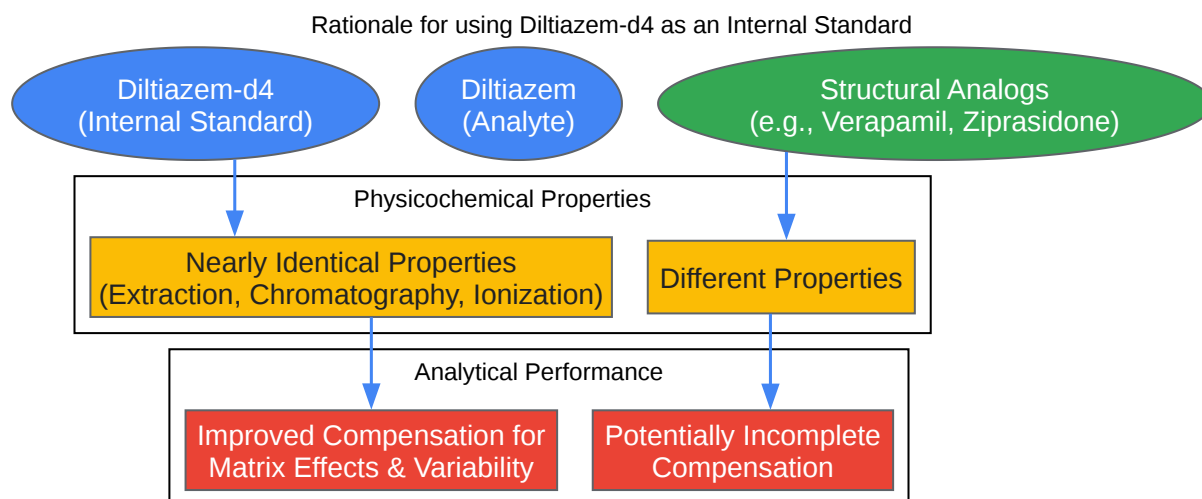 Rationale for using Diltiazem-d4 as an Internal Standard
Diltiazem-d4
(Internal Standard)
Diltiazem
(Analyte)
Structural Analogs
(e.g., Verapamil, Ziprasidone)
Physicochemical Properties
Nearly Identical Properties
(Extraction, Chromatography, Ionization)
Different Properties
Analytical Performance
Improved Compensation for
Matrix Effects & Variability
Potentially Incomplete
Compensation